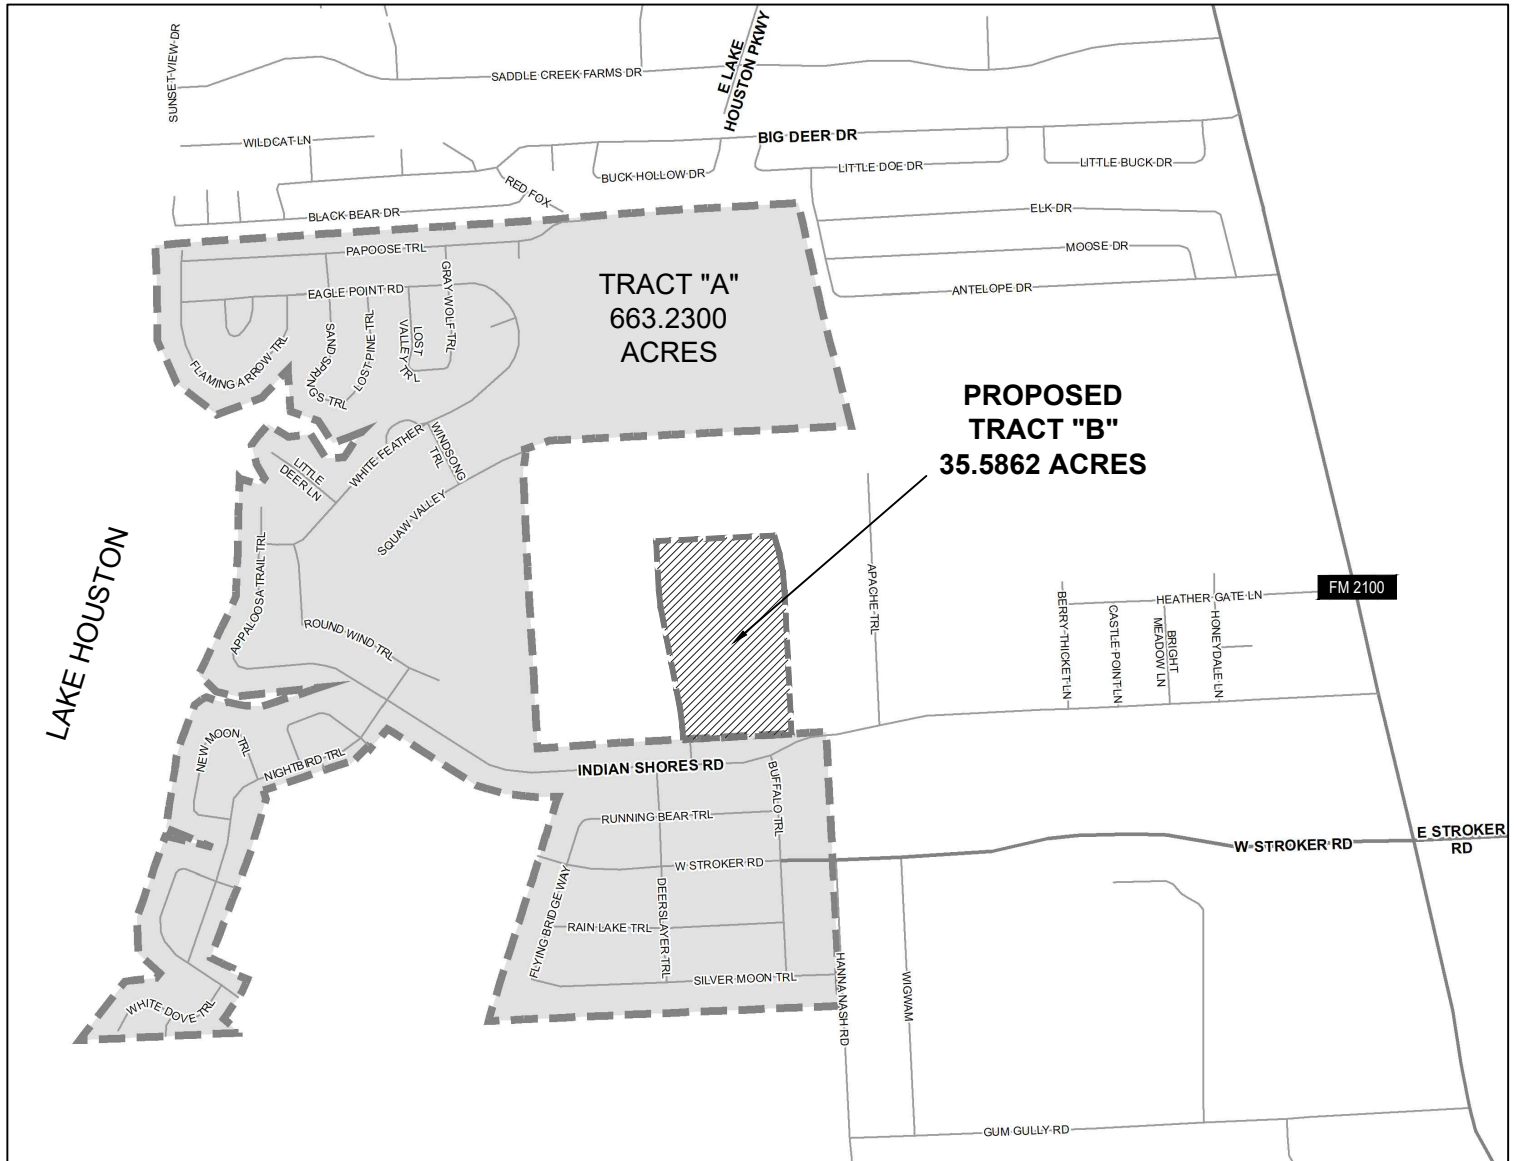 SUNSET VIEW DR
E LAKE
HOUSTON PKWY
SADDLE CREEK FARMS DR
WILDCAT LN
BIG DEER DR
BUCK HOLLOW DR
LITTLE DOE DR
LITTLE BUCK DR
RED FOX
BLACK BEAR DR
ELK DR
PAPOOSE TRL
MOOSE DR
EAGLE POINT RD
GRAY WOLF TRL
TRACT "A"
663.2300
ACRES
ANTELOPE DR
FLAMING ARROW TRL
SAND SPRINGS TRL
LOST PINE TRL
LOST
VALLEY TRL
PROPOSED
TRACT "B"
35.5862 ACRES
WHITE FEATHER
WINDSONG
TRL
LITTLE
DEER LN
SQUAW VALLEY
LAKE HOUSTON
APPALOOSA TRAIL TRL
ROUND WIND TRL
APACHE TRL
FM 2100
HEATHER GATE LN
BERRY THICKET LN
CASTLE POINT LN
BRIGHT
MEADOW LN
HONEYDALE LN
NEW MOON TRL
NIGHTBIRD TRL
INDIAN SHORES RD
BUFFALO TRL
RUNNING BEAR TRL
W STROKER RD
W STROKER RD
E STROKER
RD
FLYING BRIDGE WAY
DEERSLAYER TRL
RAIN LAKE TRL
SILVER MOON TRL
HANNA NASH RD
WIGWAM
WHITE DOVE TRL
GUM GULLY RD